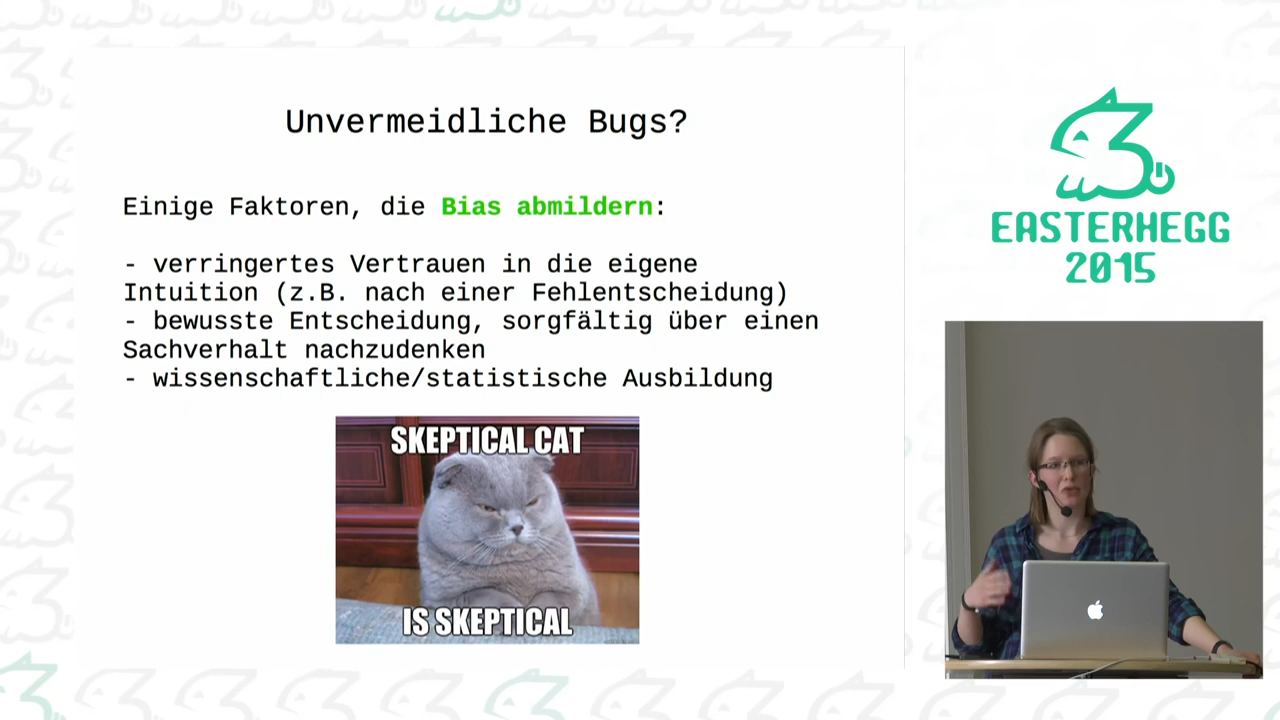 Unvermeidliche Bugs?
Einige Faktoren, die Bias abmildern:
- verringertes Vertrauen in die eigene
Intuition (z.B. nach einer Fehlentscheidung)
- bewusste Entscheidung, sorgfältig über einen
Sachverhalt nachzudenken
- wissenschaftliche/statistische Ausbildung
SKEPTICAL CAT
IS SKEPTICAL
EASTERHEGG
2015